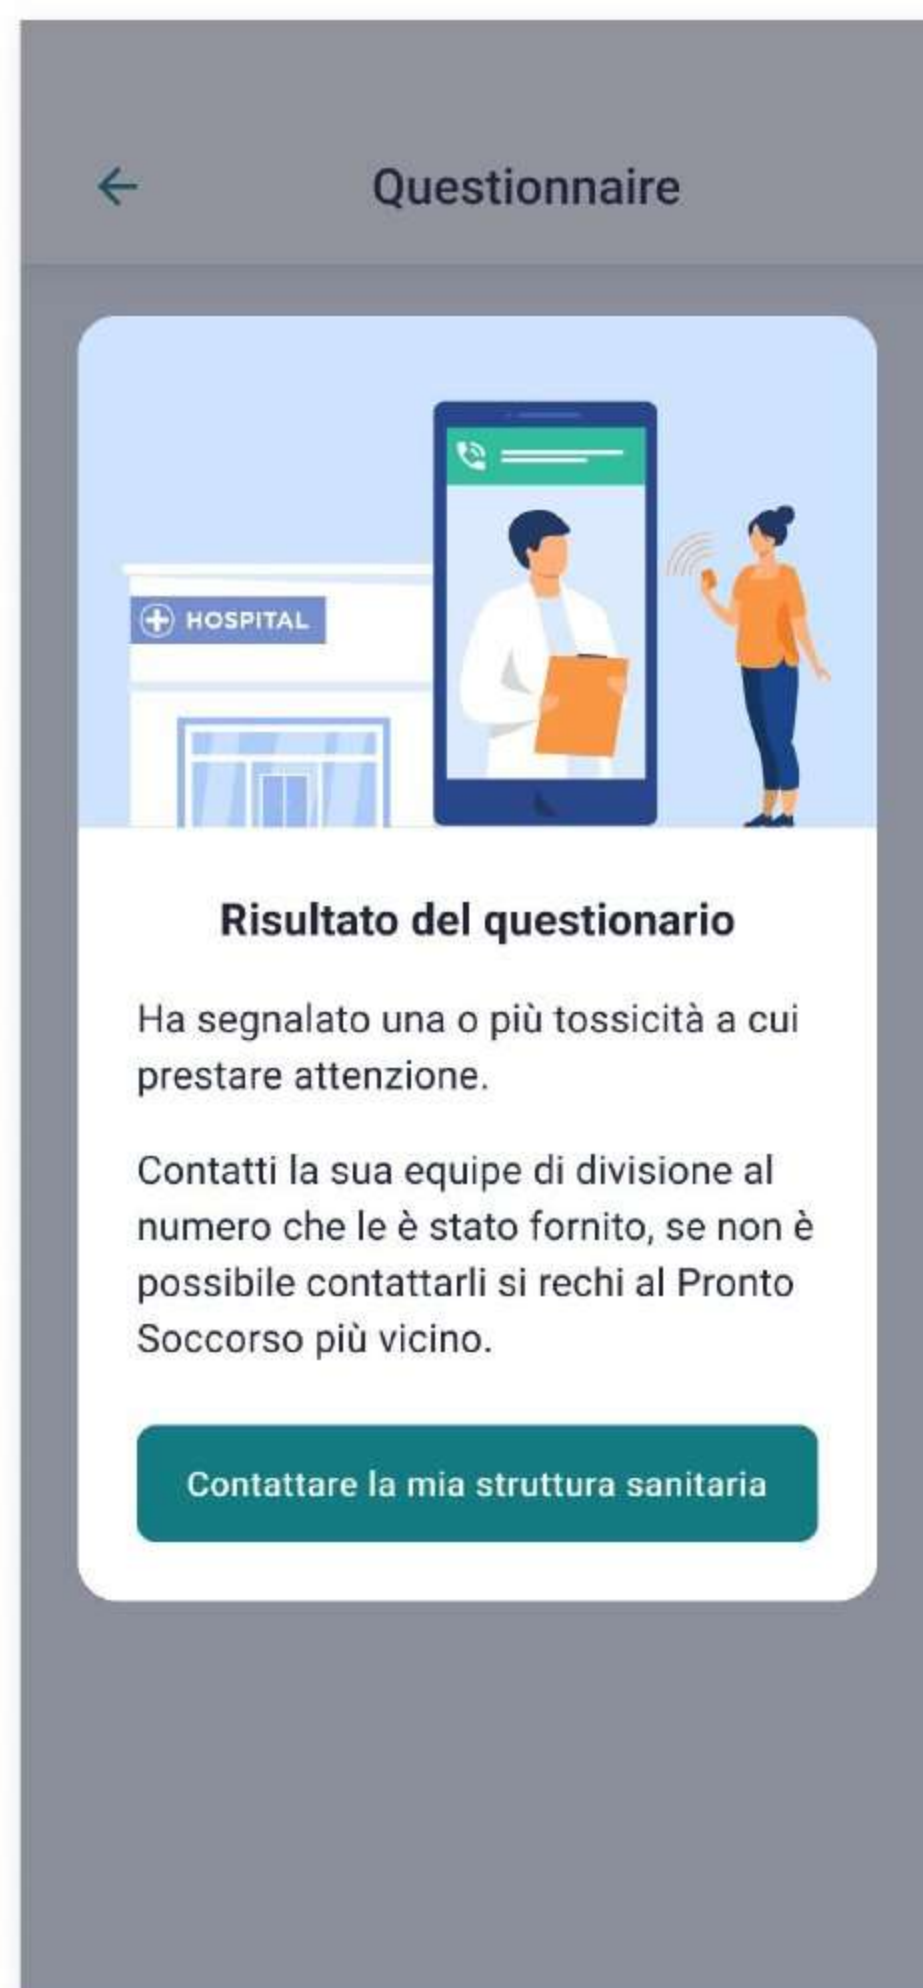 Questionnaire
HOSPITAL
Risultato del questionario
Ha segnalato una o più tossicità a cui
prestare attenzione.
Contatti la sua equipe di divisione al
numero che le è stato fornito, se non è
possibile contattarli si rechi al Pronto
Soccorso più vicino.
Contattare la mia struttura sanitaria